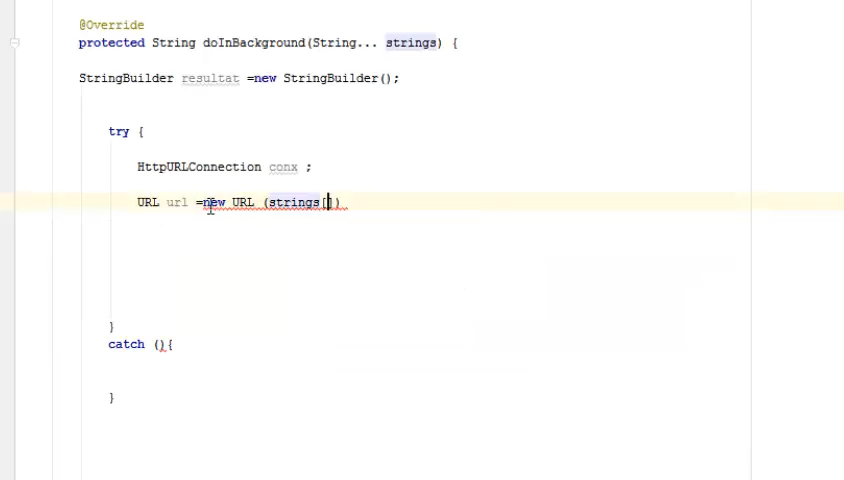 @Override
protected String doInBackground(String... strings) {
StringBuilder resultat =new StringBuilder();
try {
HttpURLConnection conx ;
URL url =new URL (strings[])
}
catch (){
}